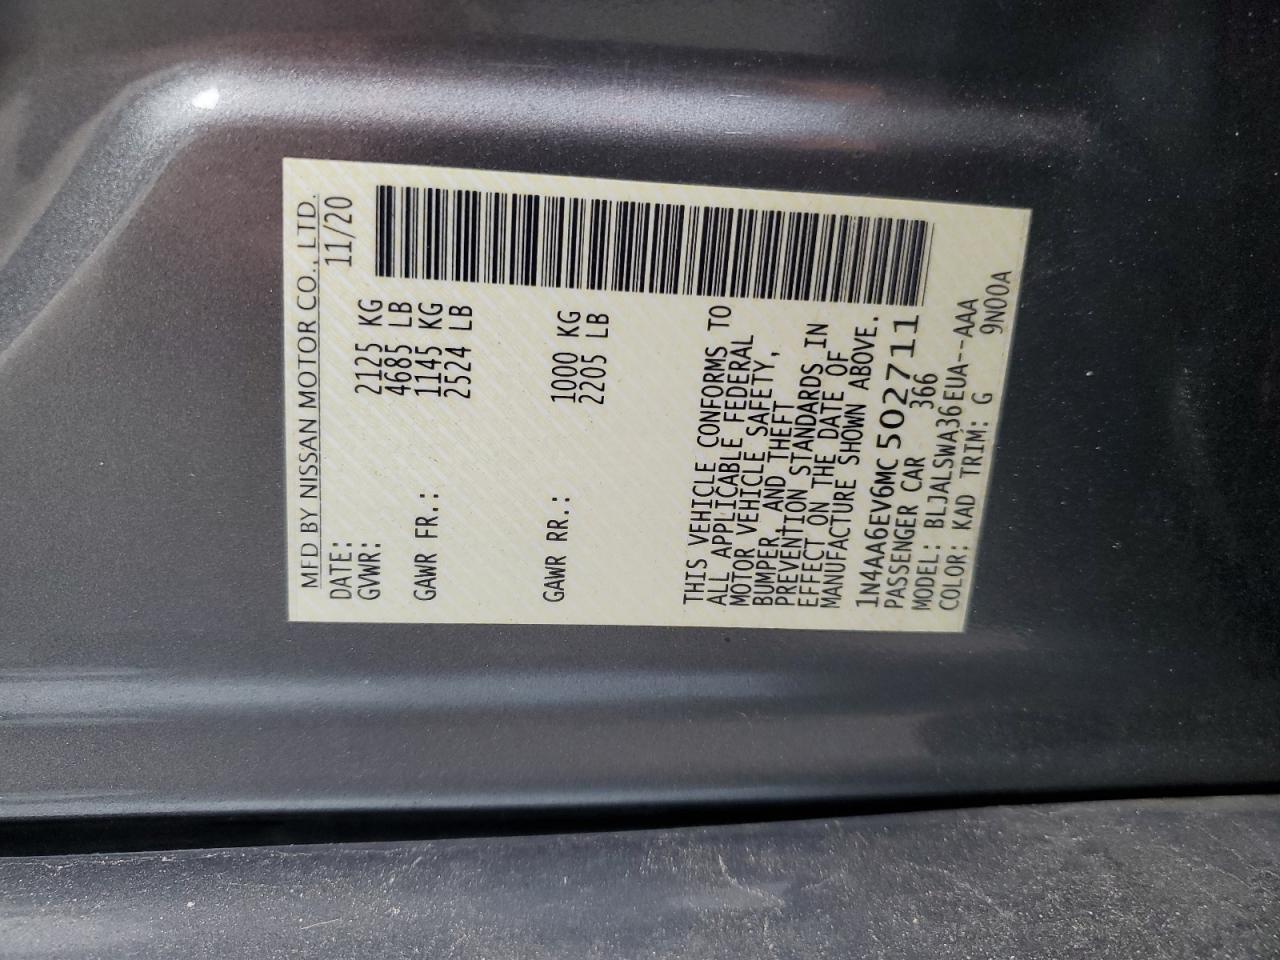 MFD BY NISSAN MOTOR CO., LTD.
DATE: 11/20
GVWR: 2125 KG
4685 LB
GAWR FR.: 1145 KG
2524 LB
GAWR RR.: 1000 KG
2205 LB
THIS VEHICLE CONFORMS TO
ALL APPLICABLE FEDERAL
MOTOR VEHICLE SAFETY,
BUMPER, AND THEFT
PREVENTION STANDARDS IN
EFFECT ON THE DATE OF
MANUFACTURE SHOWN ABOVE.
1N4AA6EV6MC502711
PASSENGER CAR 366
MODEL: BLJALSWA36EUA--AAA
COLOR: KAD TRIM: G 9N00A